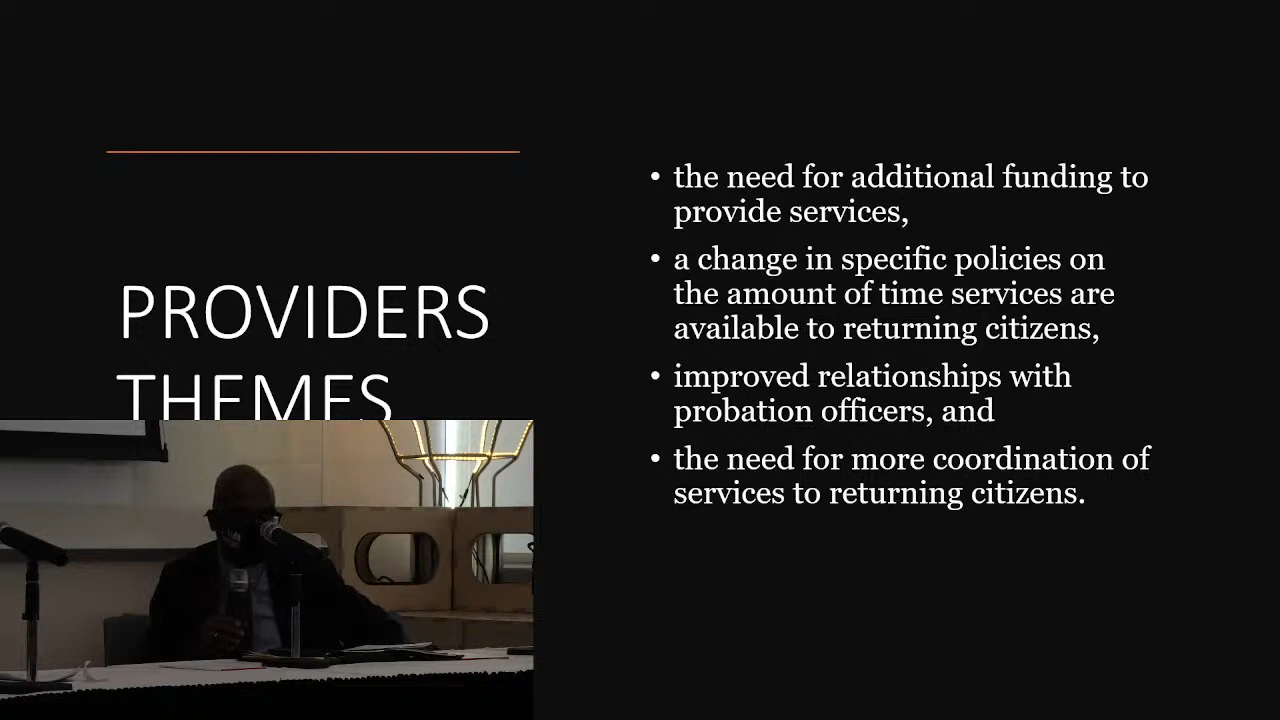 PROVIDERS
THEMES
• the need for additional funding to
provide services,
• a change in specific policies on
the amount of time services are
available to returning citizens,
• improved relationships with
probation officers, and
• the need for more coordination of
services to returning citizens.